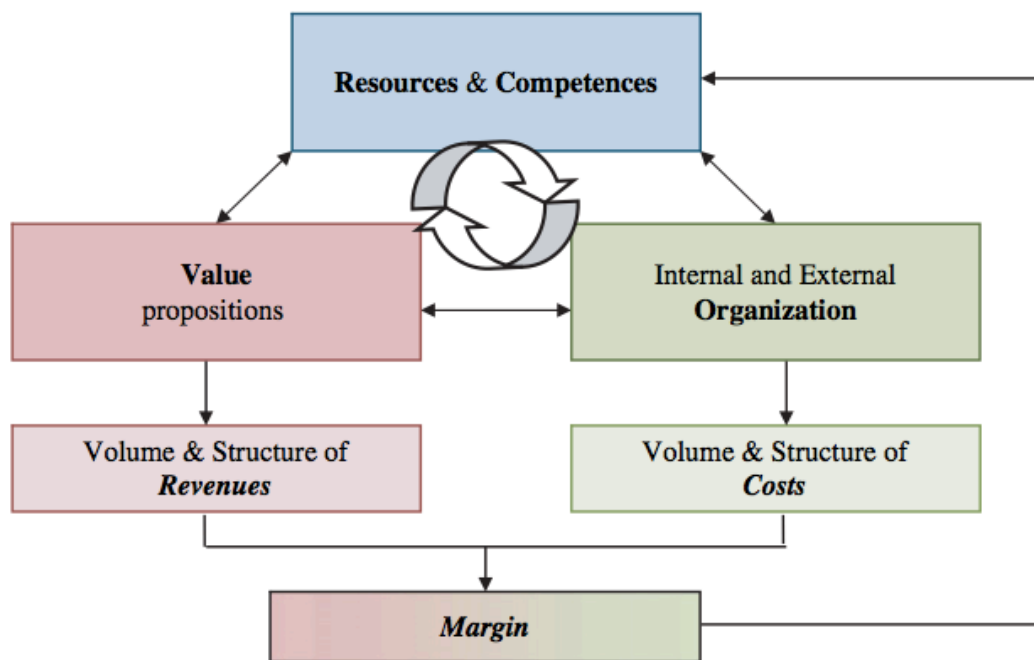 Resources & Competences
Value
propositions
Internal and External
Organization
Volume & Structure of
Revenues
Volume & Structure of
Costs
Margin